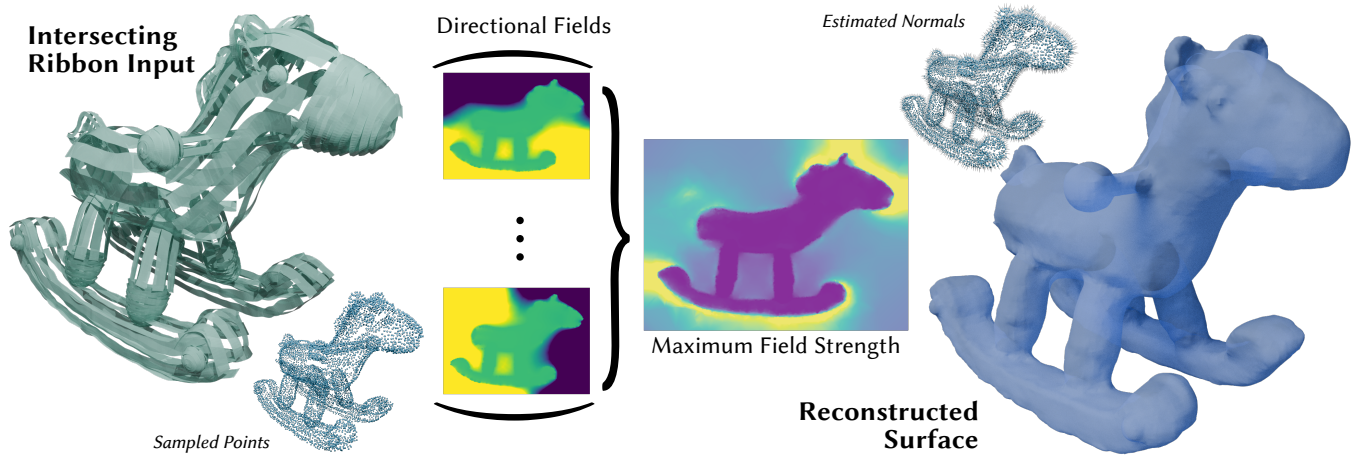 Intersecting
Ribbon Input
Sampled Points
Directional Fields
Maximum Field Strength
Estimated Normals
Reconstructed
Surface